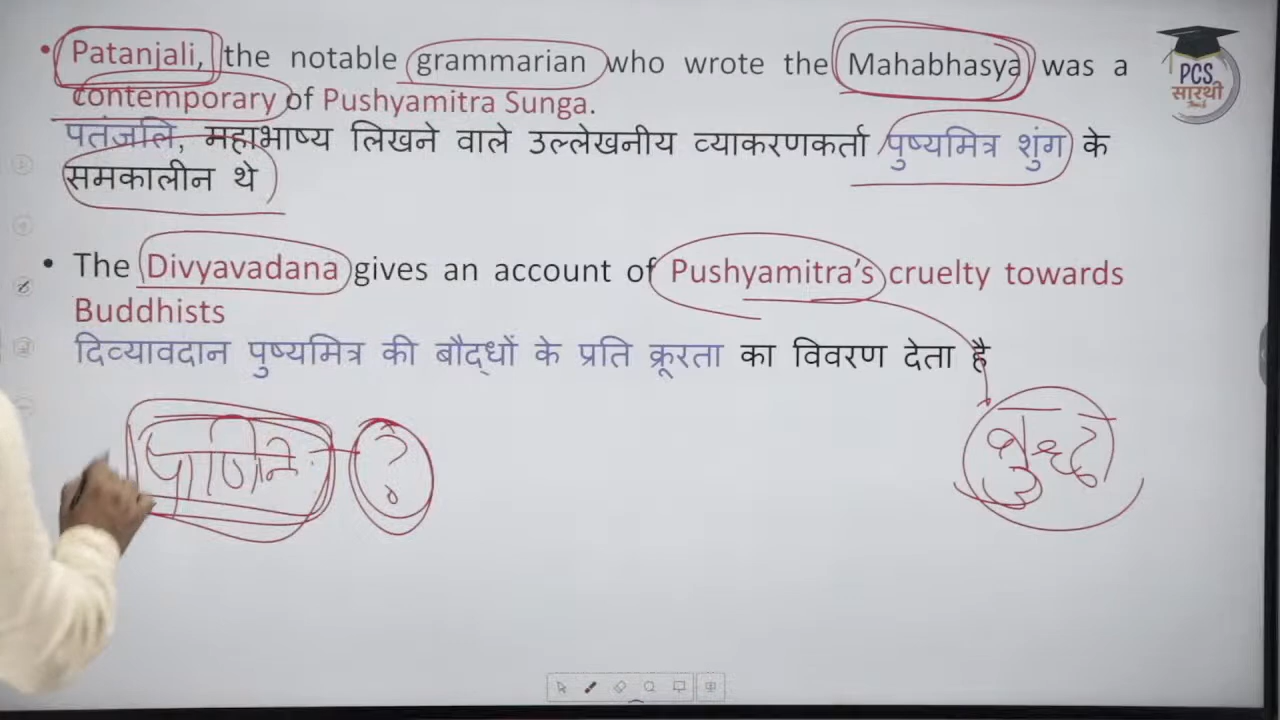 • Patanjali, the notable grammarian who wrote the Mahabhasya was a
contemporary of Pushyamitra Sunga.
पतंजलि, महाभाष्य लिखने वाले उल्लेखनीय व्याकरणकर्ता पुष्यमित्र शुंग के
समकालीन थे
• The Divyavadana gives an account of Pushyamitra's cruelty towards
Buddhists
दिव्यावदान पुष्यमित्र की बौद्धों के प्रति क्रूरता का विवरण देता है
पाणिनि - ?
PCS
सारथी